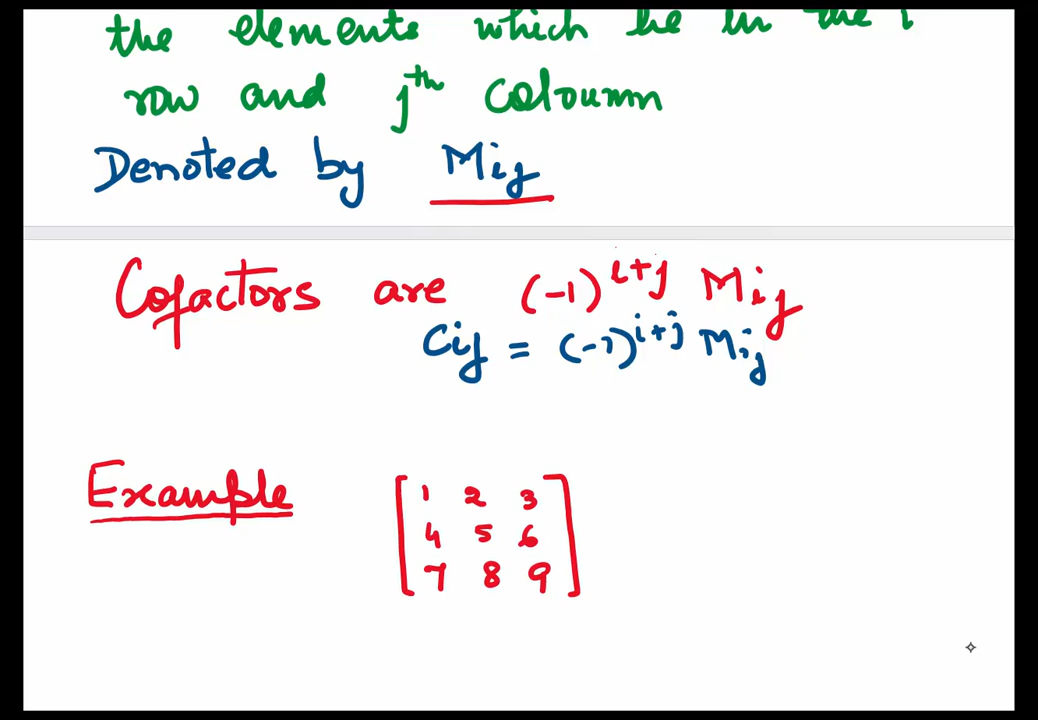 the elements which lie in the i
row and jth coloumn
Denoted by Mij
Cofactors are (-1)^i+j Mij
Cij = (-1)^i+j Mij
Example
1 2 3
4 5 6
7 8 9